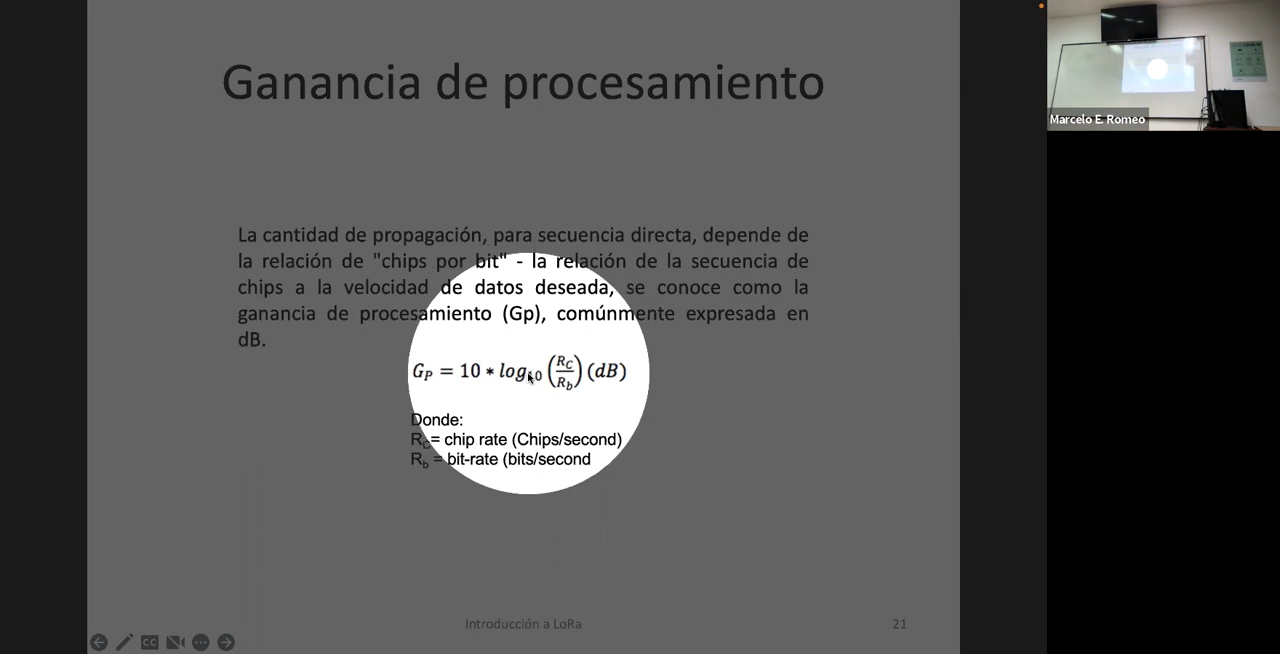 Ganancia de procesamiento
La cantidad de propagación, para secuencia directa, depende de
la relación de "chips por bit" - la relación de la secuencia de
chips a la velocidad de datos deseada, se conoce como la
ganancia de procesamiento (Gp), comúnmente expresada en
dB.
G_P = 10 * log_10 (R_C/R_b) (dB)
Donde:
R_C= chip rate (Chips/second)
R_b = bit-rate (bits/second
Introducción a LoRa
21
CC
Marcelo E. Romeo